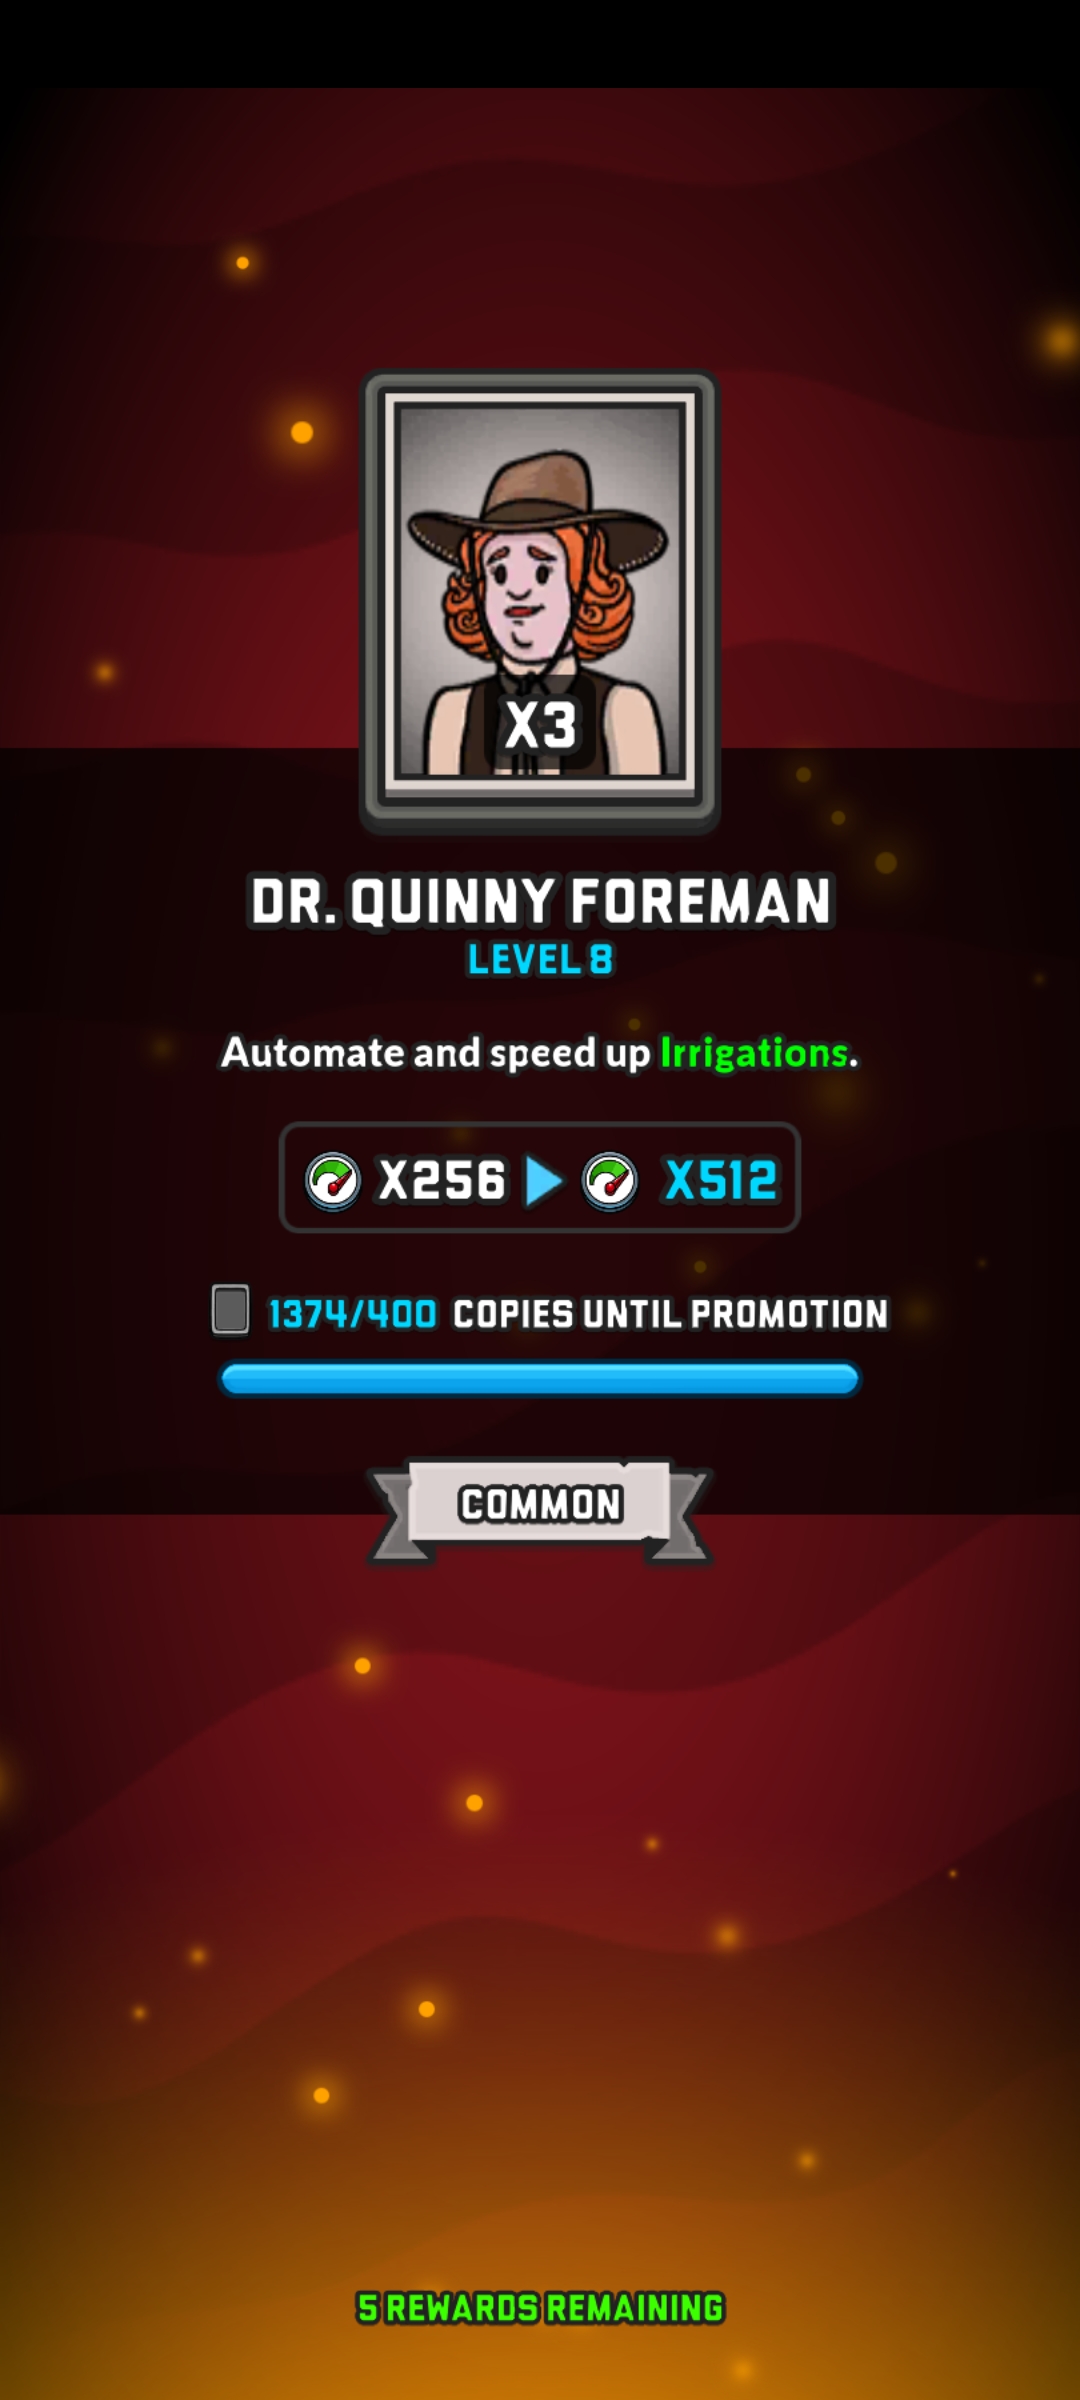 X3
DR. QUINNY FOREMAN
LEVEL 8
Automate and speed up Irrigations.
X256 X512
1374/400 COPIES UNTIL PROMOTION
COMMON
5 REWARDS REMAINING